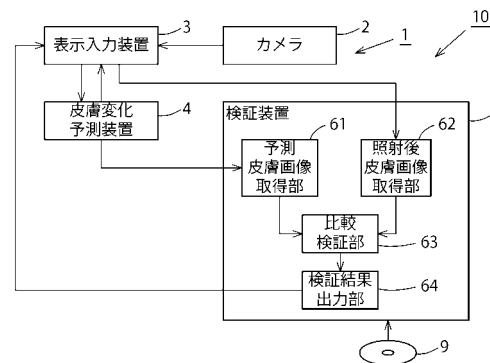 10
3
2
1
表示入力装置
カメラ
4
皮膚変化
予測装置
検証装置
61
62
予測
皮膚画像
取得部
照射後
皮膚画像
取得部
比較
検証部
63
検証結果
出力部
64
9